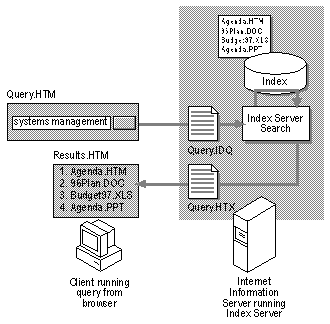 Agenda.HTM
96Plan.DOC
Budget97.XLS
Agenda.PPT
Index
Query.HTM
systems management
Index Server
Search
Query.IDQ
Results.HTM
1. Agenda.HTM
2. 96Plan.DOC
3. Budget97.XLS
4. Agenda.PPT
Query.HTX
Client running
query from
browser
Internet
Information
Server running
Index Server